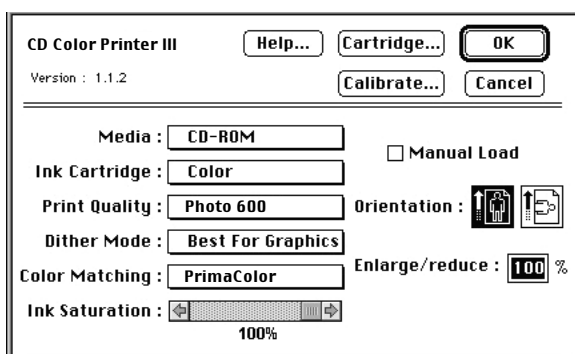 CD Color Printer III
Help...
Cartridge...
OK
Version : 1.1.2
Calibrate...
Cancel
Media :
CD-ROM
Manual Load
Ink Cartridge :
Color
Print Quality :
Photo 600
Orientation :
Dither Mode :
Best For Graphics
Color Matching :
PrimaColor
Enlarge/reduce :
100 %
Ink Saturation :
100%